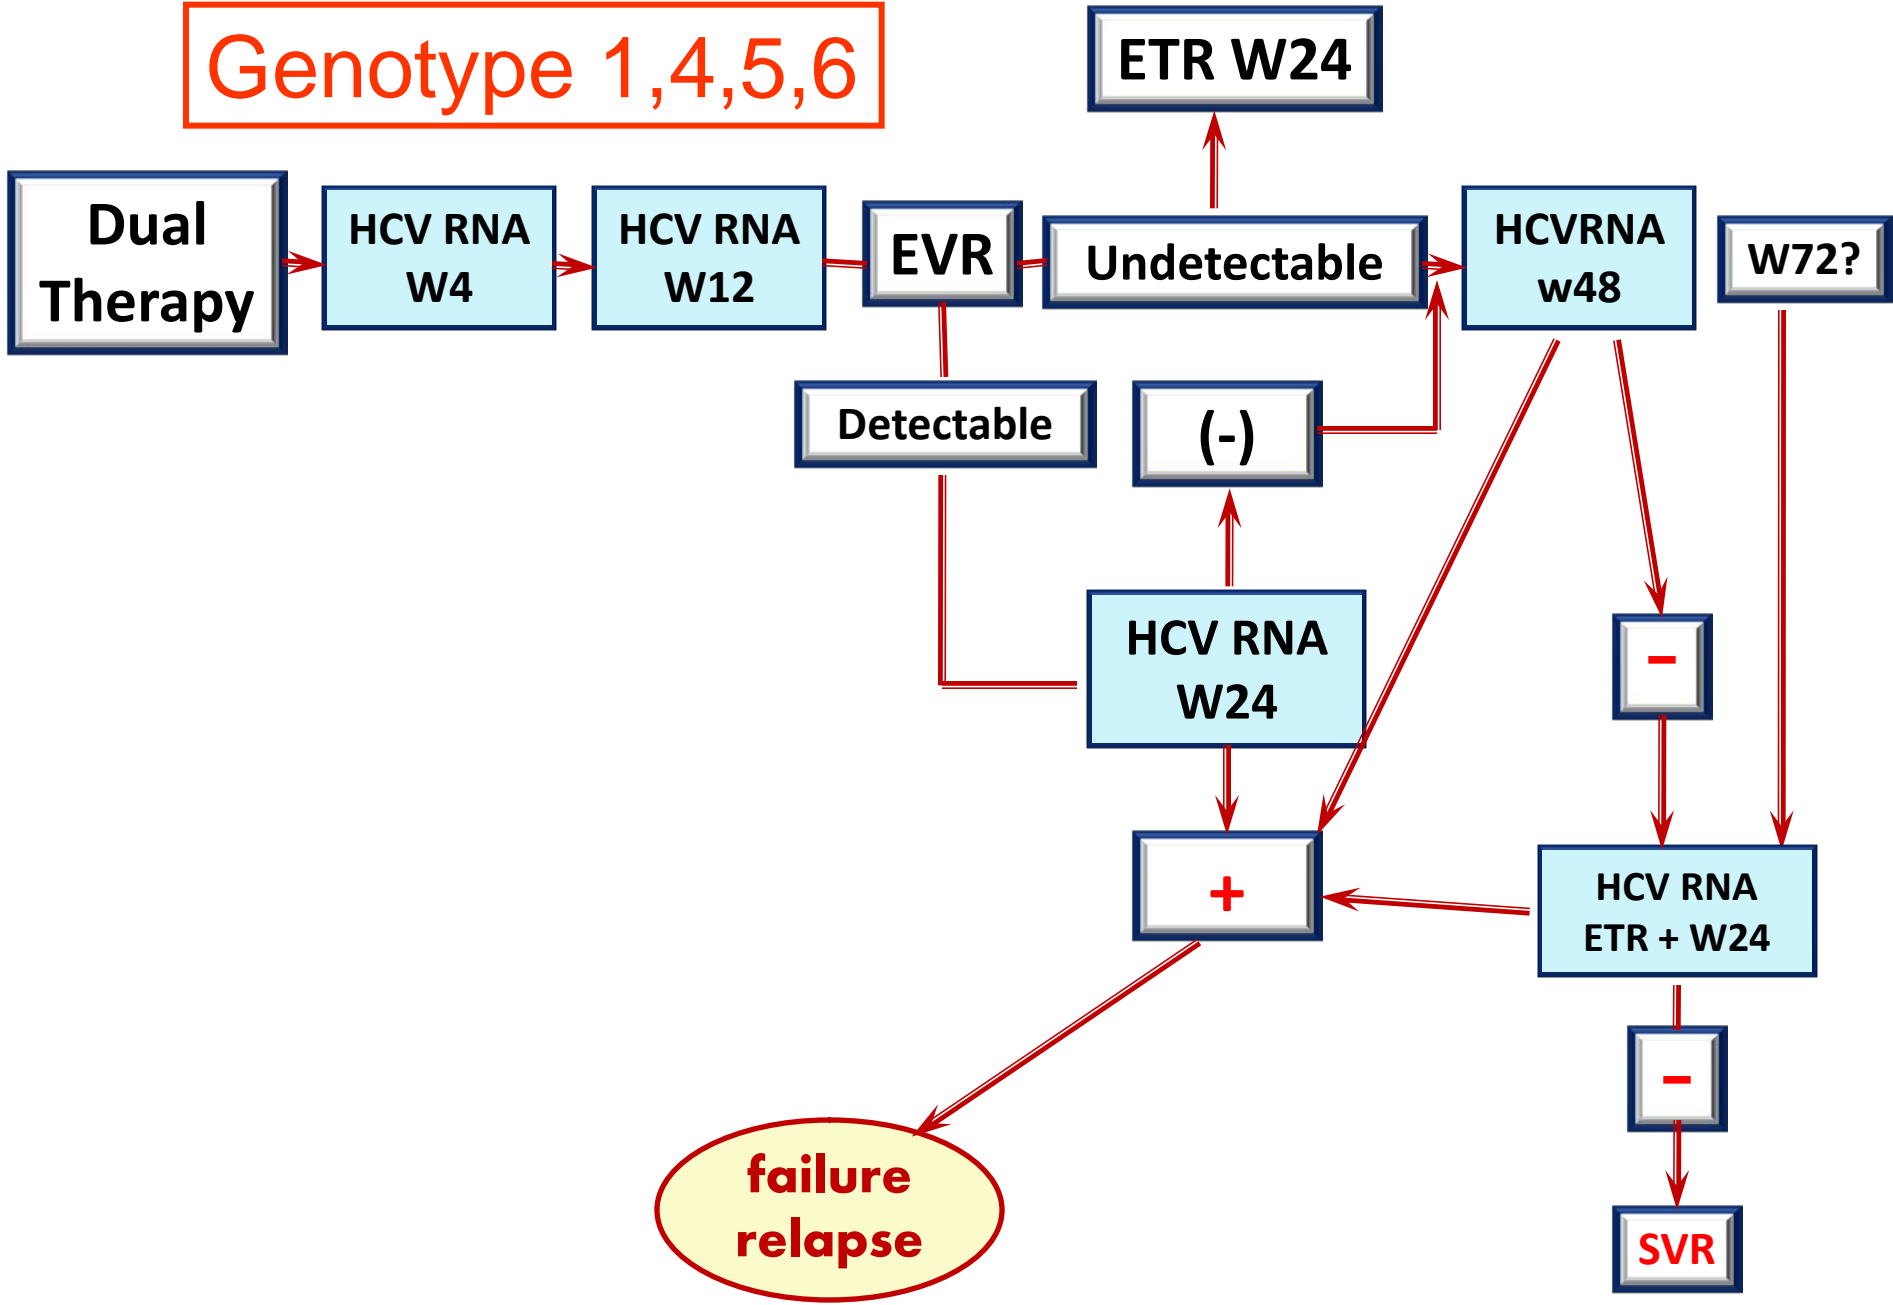 Genotype 1,4,5,6
ETR W24
Dual
Therapy
HCV RNA
W4
HCV RNA
W12
EVR
Undetectable
HCVRNA
w48
W72?
Detectable
(-)
HCV RNA
W24
–
+
HCV RNA
ETR + W24
–
failure
relapse
SVR